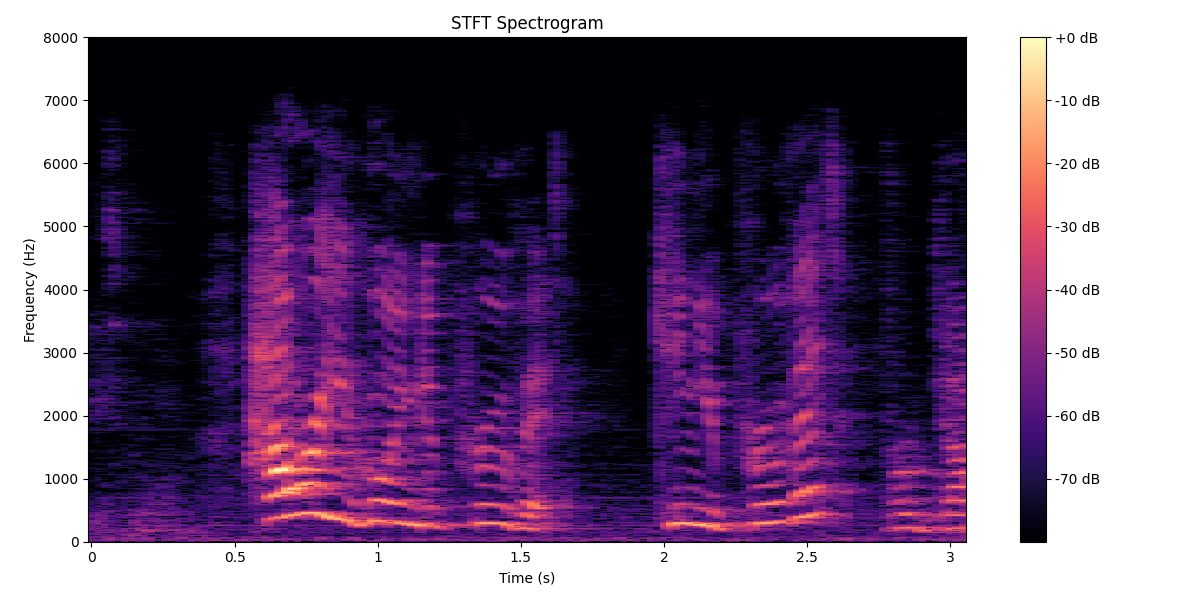 STFT Spectrogram
8000
7000
6000
5000
4000
3000
2000
1000
0
Frequency (Hz)
0
0.5
1
1.5
2
2.5
3
Time (s)
+0 dB
-10 dB
-20 dB
-30 dB
-40 dB
-50 dB
-60 dB
-70 dB